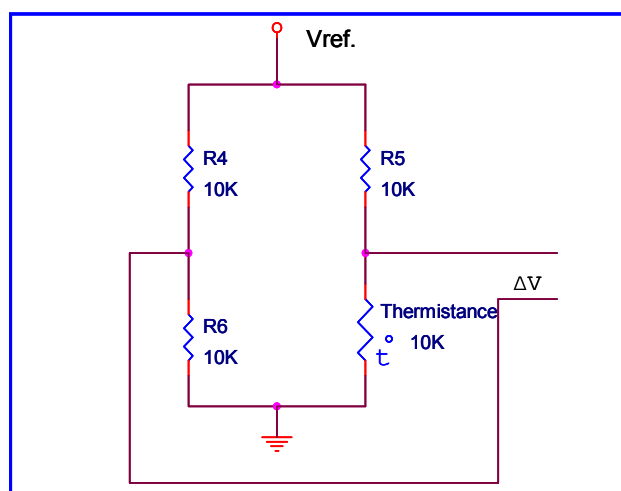 Vref.
R4
10K
R5
10K
ΔV
R6
10K
Thermistance
t° 10K